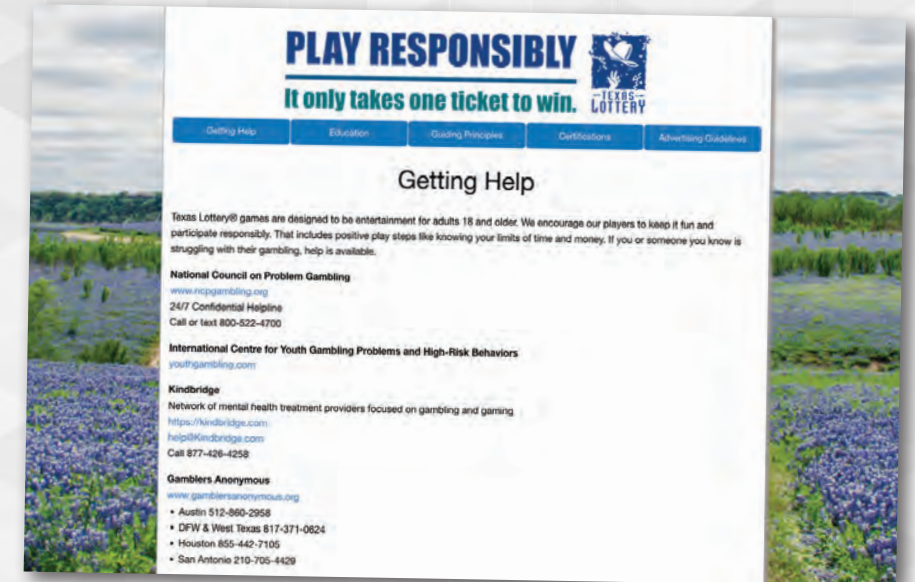 PLAY RESPONSIBLY
It only takes one ticket to win.
TEXAS
LOTTERY
Getting Help
Education
Guiding Principles
Certifications
Advertising Guidelines
Getting Help
Texas Lottery® games are designed to be entertainment for adults 18 and older. We encourage our players to keep it fun and
participate responsibly. That includes positive play steps like knowing your limits of time and money. If you or someone you know is
struggling with their gambling, help is available.
National Council on Problem Gambling
www.ncpgambling.org
24/7 Confidential Helpline
Call or text 800-522-4700
International Centre for Youth Gambling Problems and High-Risk Behaviors
youthgambling.com
Kindbridge
Network of mental health treatment providers focused on gambling and gaming
https://kindbridge.com
help@Kindbridge.com
Call 877-426-4258
Gamblers Anonymous
www.gamblersanonymous.org
• Austin 512-860-2958
• DFW & West Texas 817-371-0624
• Houston 855-442-7105
• San Antonio 210-705-4429